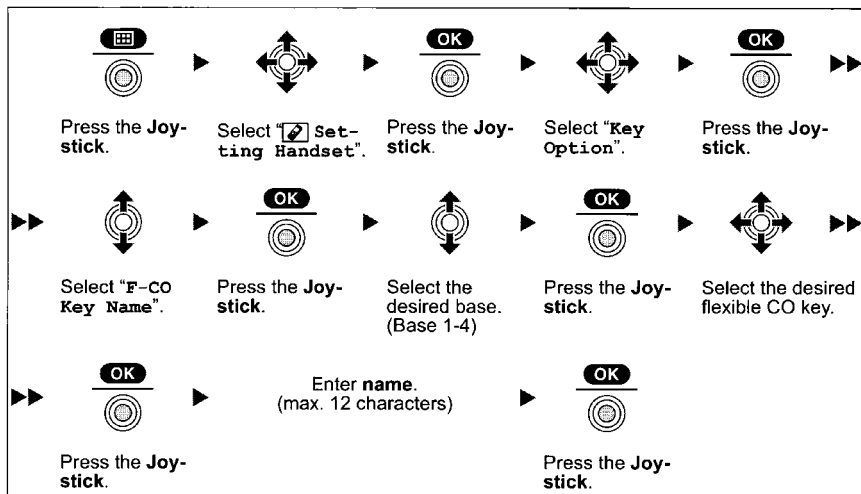 OK OK
Press the Joy-
stick.
Select " Set-
ting Handset".
Press the Joy-
stick.
Select "Key
Option".
Press the Joy-
stick.
OK OK
Select "F-CO
Key Name".
Press the Joy-
stick.
Select the
desired base.
(Base 1-4)
Press the Joy-
stick.
Select the desired
flexible CO key.
OK
Enter name.
(max. 12 characters)
OK
Press the Joy-
stick.
Press the Joy-
stick.